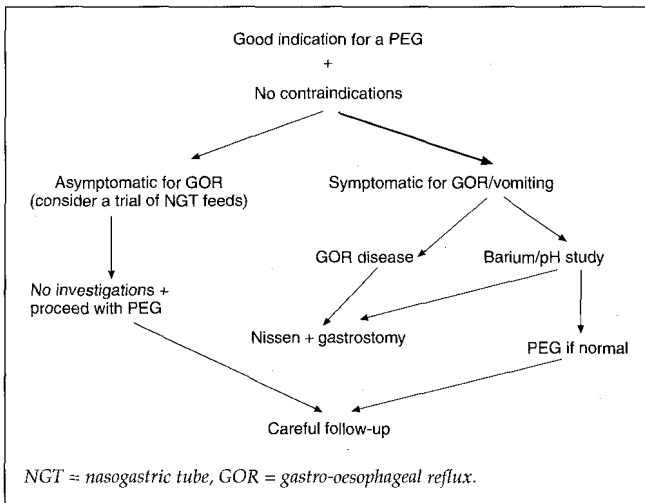 Good indication for a PEG
+
No contraindications
Asymptomatic for GOR
(consider a trial of NGT feeds)
Symptomatic for GOR/vomiting
GOR disease
Barium/pH study
No investigations +
proceed with PEG
Nissen + gastrostomy
PEG if normal
Careful follow-up
NGT = nasogastric tube, GOR = gastro-oesophageal reflux.